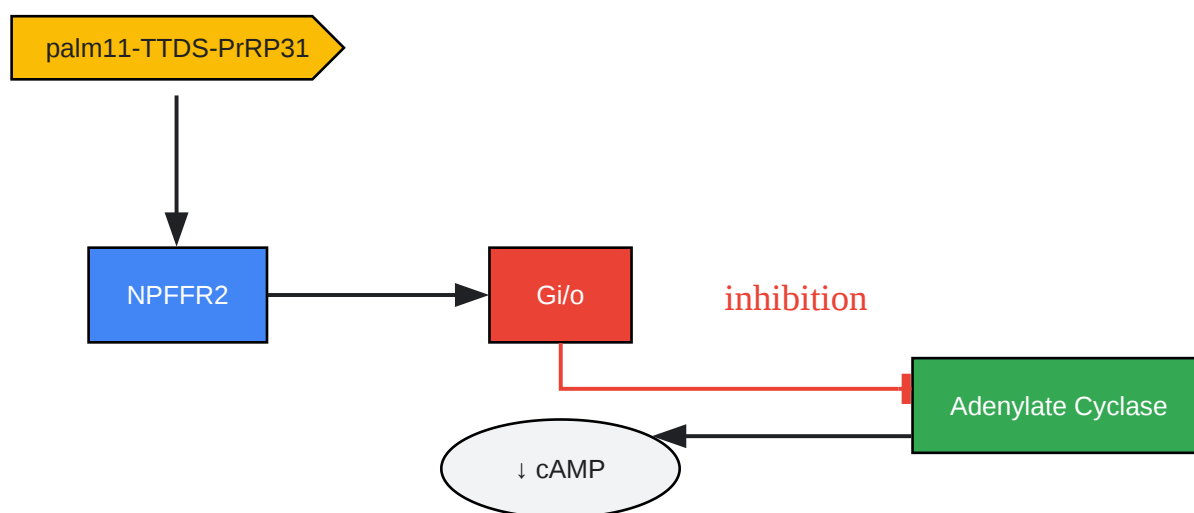 palm11-TTDS-PrRP31
NPFFR2
Gi/o
inhibition
Adenylate Cyclase
↓ cAMP